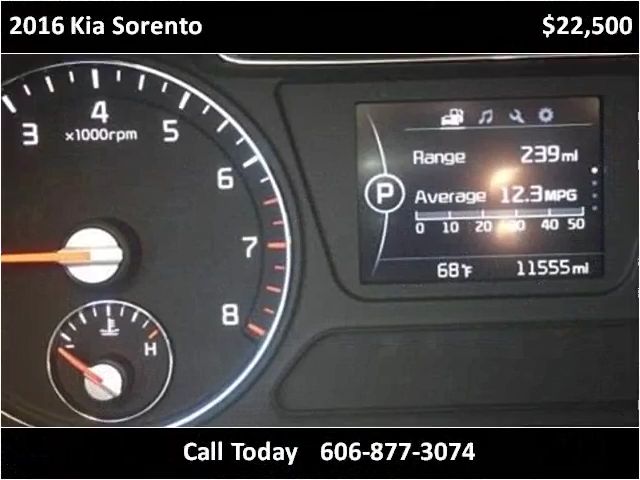 2016 Kia Sorento $22,500
3 4 5 6 7 8
x1000rpm
H
Range 239 mi
P
Average 12.3 MPG
0 10 20 30 40 50
68°F 11555 mi
Call Today 606-877-3074